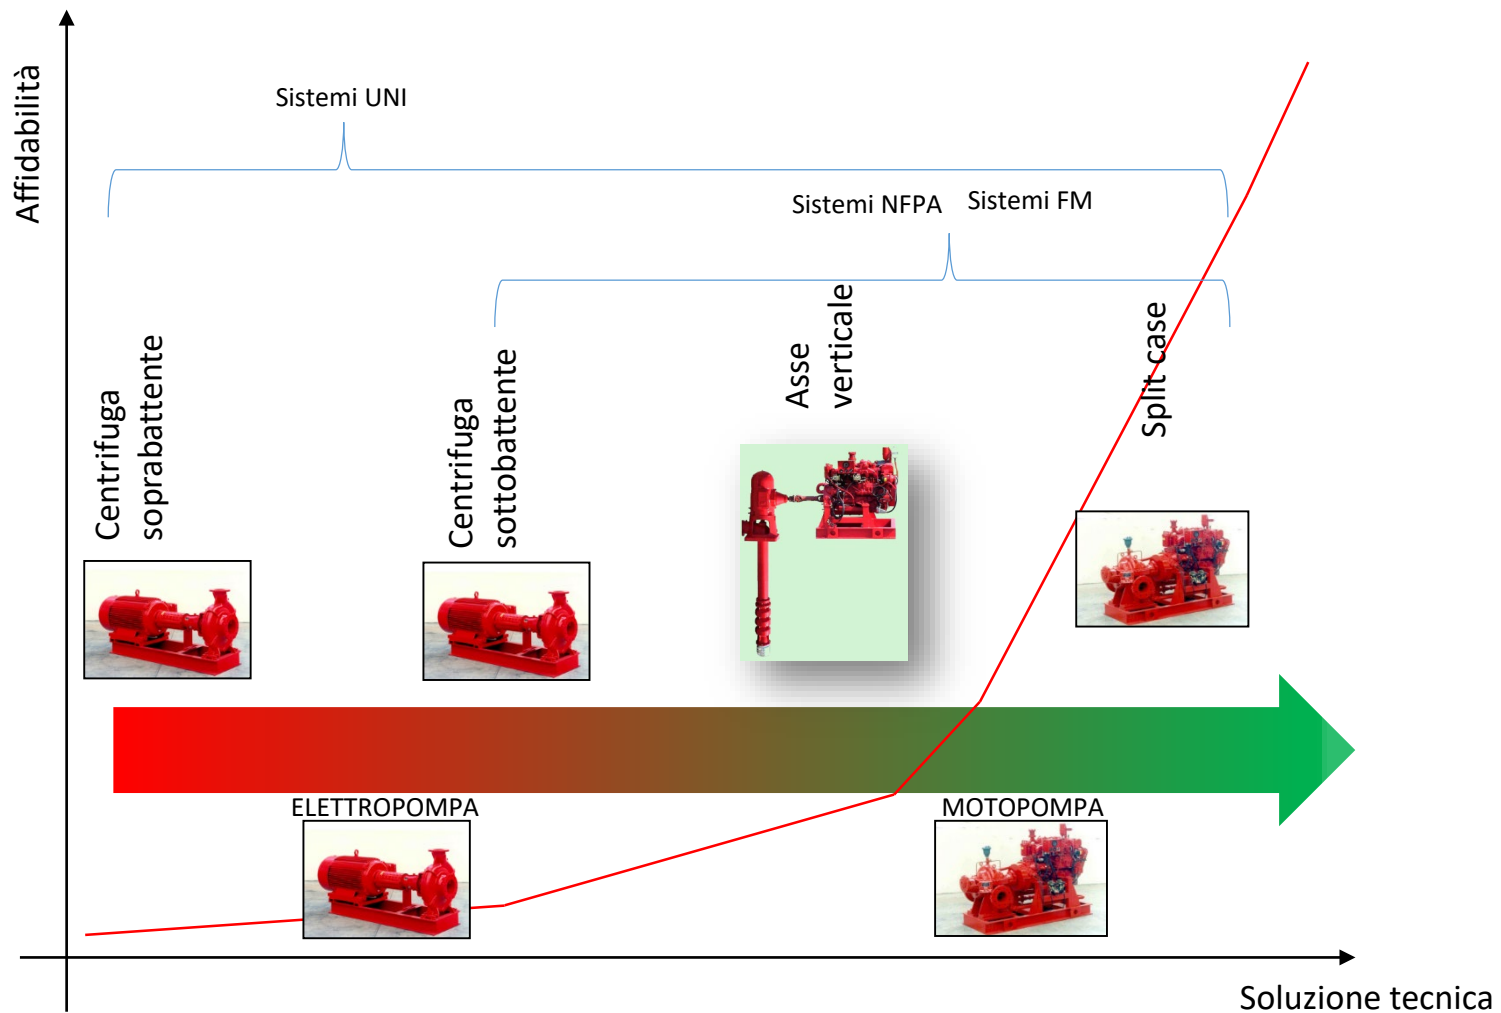 Affidabilità
Sistemi UNI
Sistemi NFPA
Sistemi FM
Centrifuga
soprabattente
Centrifuga
sottobattente
Asse
verticale
Split case
ELETTROPOMPA
MOTOPOMPA
Soluzione tecnica